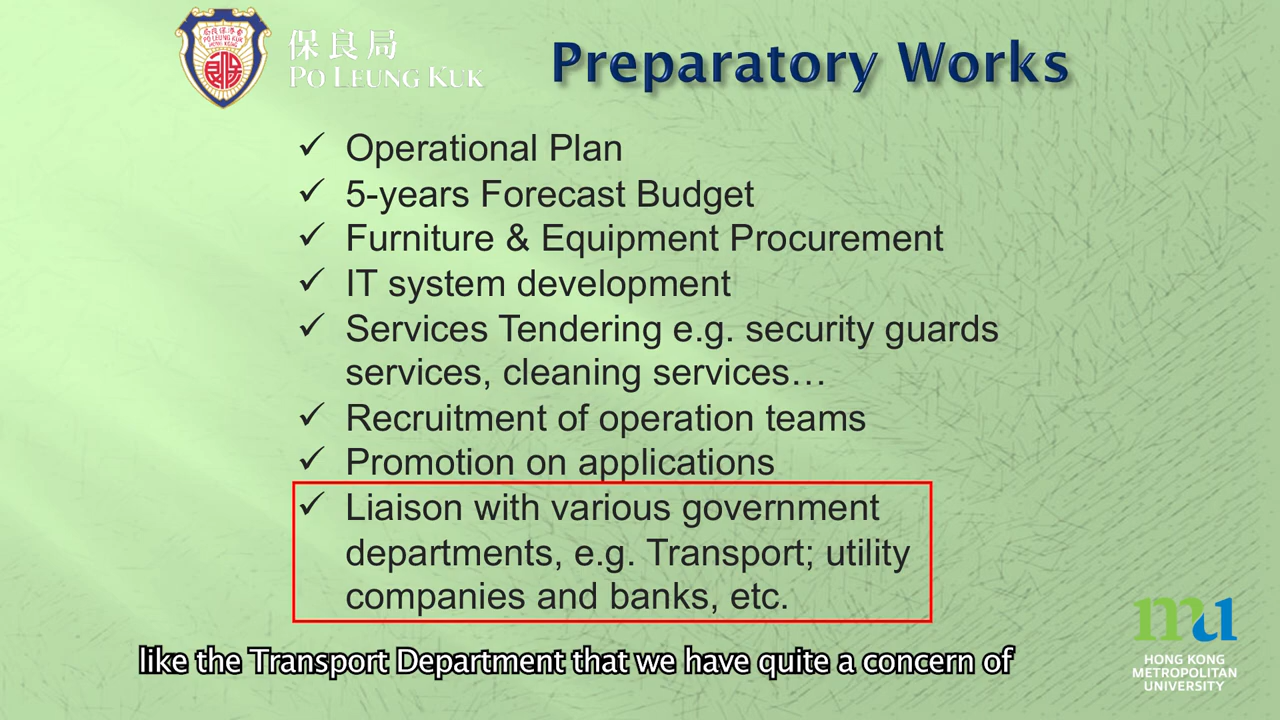 保良局
PO LEUNG KUK
Preparatory Works
✓ Operational Plan
✓ 5-years Forecast Budget
✓ Furniture & Equipment Procurement
✓ IT system development
✓ Services Tendering e.g. security guards
services, cleaning services…
✓ Recruitment of operation teams
✓ Promotion on applications
✓ Liaison with various government
departments, e.g. Transport; utility
companies and banks, etc.
like the Transport Department that we have quite a concern of
mu
HONG KONG
METROPOLITAN
UNIVERSITY